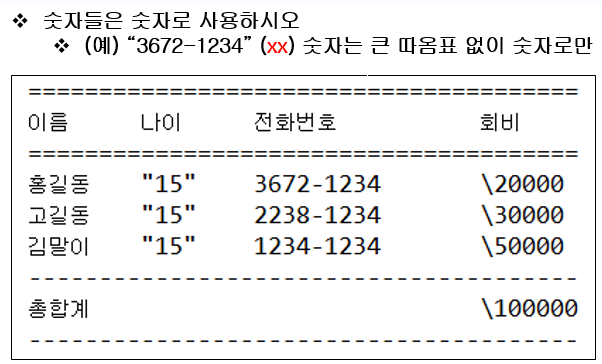 ❖ 숫자들은 숫자로 사용하시오
❖ (예) “3672-1234” (xx) 숫자는 큰 따옴표 없이 숫자로만
=======================================
이름 나이 전화번호 회비
=======================================
홍길동 "15" 3672-1234 \20000
고길동 "15" 2238-1234 \30000
김말이 "15" 1234-1234 \50000
---------------------------------------
총합계 \100000
---------------------------------------